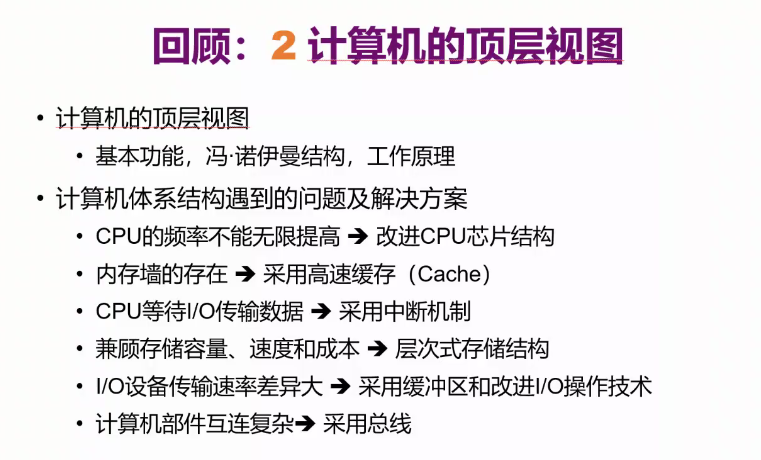 回顾：2 计算机的顶层视图
• 计算机的顶层视图
• 基本功能，冯·诺伊曼结构，工作原理
• 计算机体系结构遇到的问题及解决方案
• CPU的频率不能无限提高 ➔ 改进CPU芯片结构
• 内存墙的存在 ➔ 采用高速缓存（Cache）
• CPU等待I/O传输数据 ➔ 采用中断机制
• 兼顾存储容量、速度和成本 ➔ 层次式存储结构
• I/O设备传输速率差异大 ➔ 采用缓冲区和改进I/O操作技术
• 计算机部件互连复杂➔ 采用总线